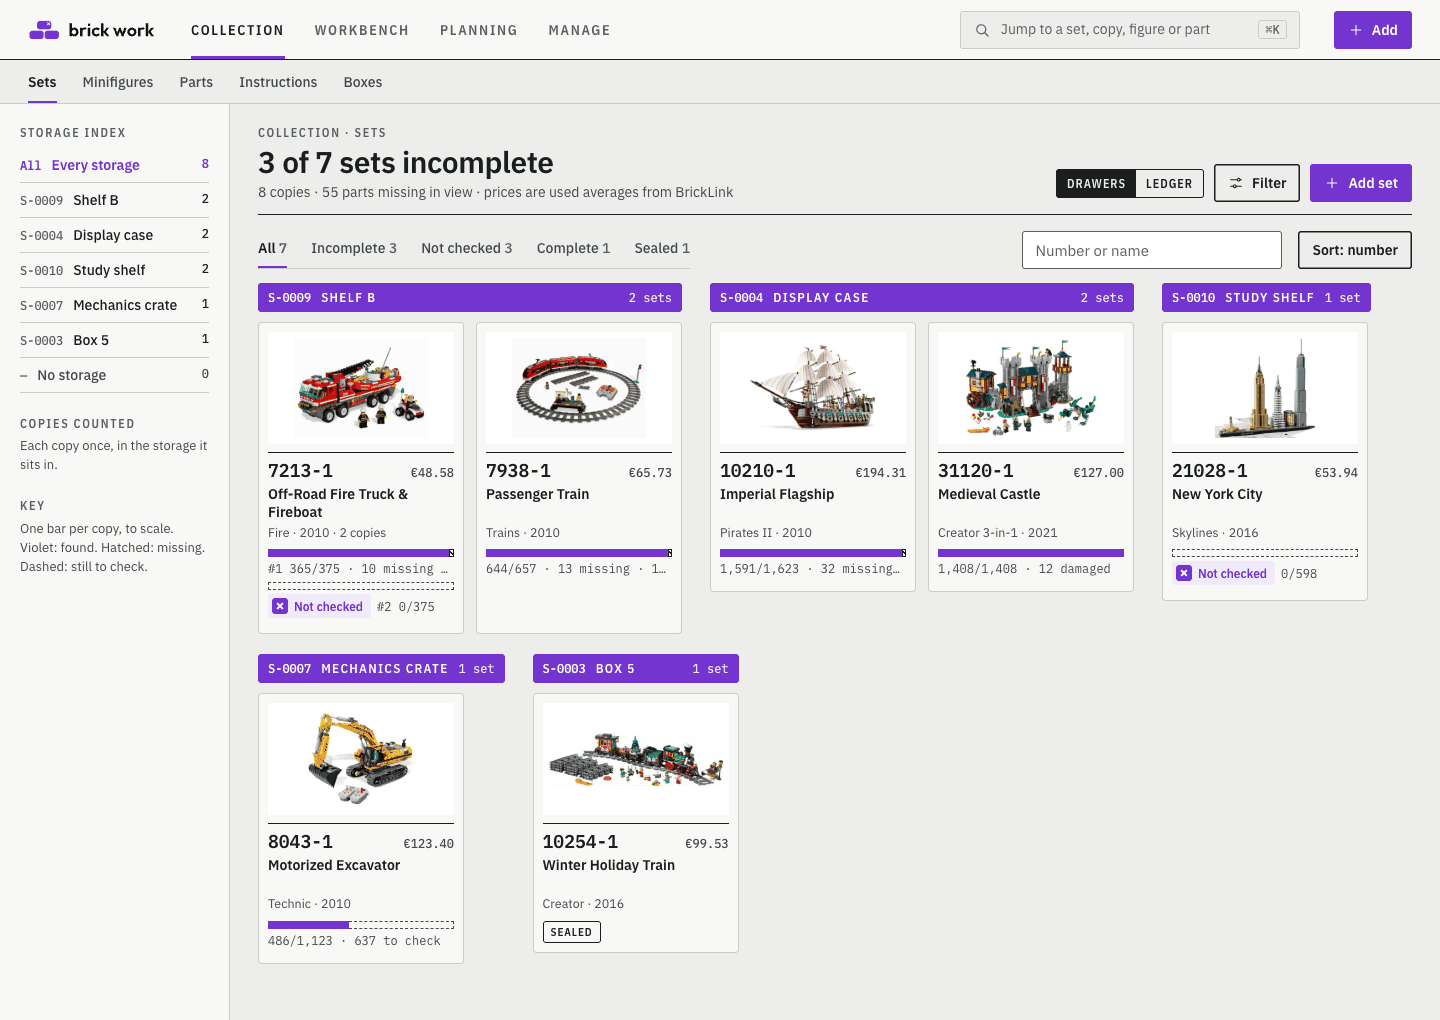 brick work
COLLECTION WORKBENCH PLANNING MANAGE
Jump to a set, copy, figure or part ⌘K
+ Add
Sets Minifigures Parts Instructions Boxes
STORAGE INDEX
All Every storage 8
S-0009 Shelf B 2
S-0004 Display case 2
S-0010 Study shelf 2
S-0007 Mechanics crate 1
S-0003 Box 5 1
— No storage 0
COPIES COUNTED
Each copy once, in the storage it
sits in.
KEY
One bar per copy, to scale.
Violet: found. Hatched: missing.
Dashed: still to check.
COLLECTION · SETS
3 of 7 sets incomplete
8 copies · 55 parts missing in view · prices are used averages from BrickLink
DRAWERS LEDGER
Filter
+ Add set
All 7 Incomplete 3 Not checked 3 Complete 1 Sealed 1
Number or name
Sort: number
S-0009 SHELF B 2 sets
7213-1 €48.58
Off-Road Fire Truck &
Fireboat
Fire · 2010 · 2 copies
#1 365/375 · 10 missing …
Not checked #2 0/375
7938-1 €65.73
Passenger Train
Trains · 2010
644/657 · 13 missing · 1…
S-0004 DISPLAY CASE 2 sets
10210-1 €194.31
Imperial Flagship
Pirates II · 2010
1,591/1,623 · 32 missing…
31120-1 €127.00
Medieval Castle
Creator 3-in-1 · 2021
1,408/1,408 · 12 damaged
S-0010 STUDY SHELF 1 set
21028-1 €53.94
New York City
Skylines · 2016
Not checked 0/598
S-0007 MECHANICS CRATE 1 set
8043-1 €123.40
Motorized Excavator
Technic · 2010
486/1,123 · 637 to check
S-0003 BOX 5 1 set
10254-1 €99.53
Winter Holiday Train
Creator · 2016
SEALED